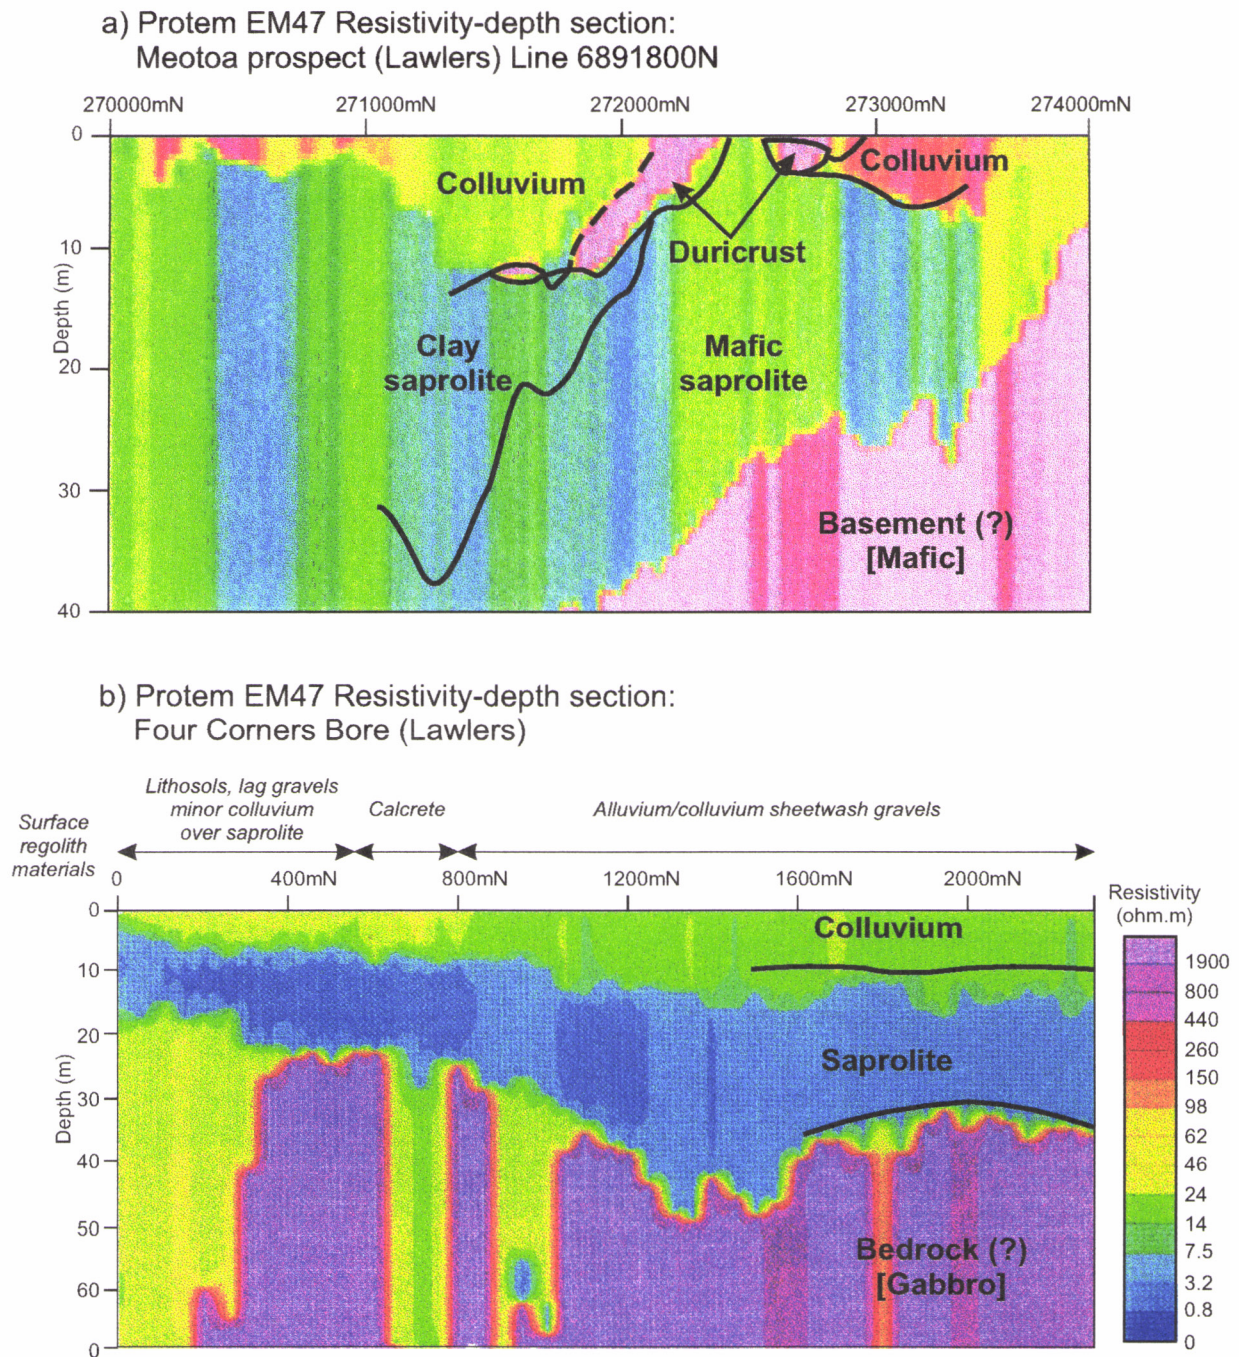 a) Protem EM47 Resistivity-depth section:
Meotoa prospect (Lawlers) Line 6891800N
270000mN 271000mN 272000mN 273000mN 274000mN
0
10
20
30
40
Depth (m)
Colluvium
Colluvium
Duricrust
Clay
saprolite
Mafic
saprolite
Basement (?)
[Mafic]
b) Protem EM47 Resistivity-depth section:
Four Corners Bore (Lawlers)
Surface
regolith
materials
Lithosols, lag gravels
minor colluvium
over saprolite
Calcrete
Alluvium/colluvium sheetwash gravels
0 400mN 800mN 1200mN 1600mN 2000mN
0
10
20
30
40
50
60
0
Depth (m)
Colluvium
Saprolite
Bedrock (?)
[Gabbro]
Resistivity
(ohm.m)
1900
800
440
260
150
98
62
46
24
14
7.5
3.2
0.8
0